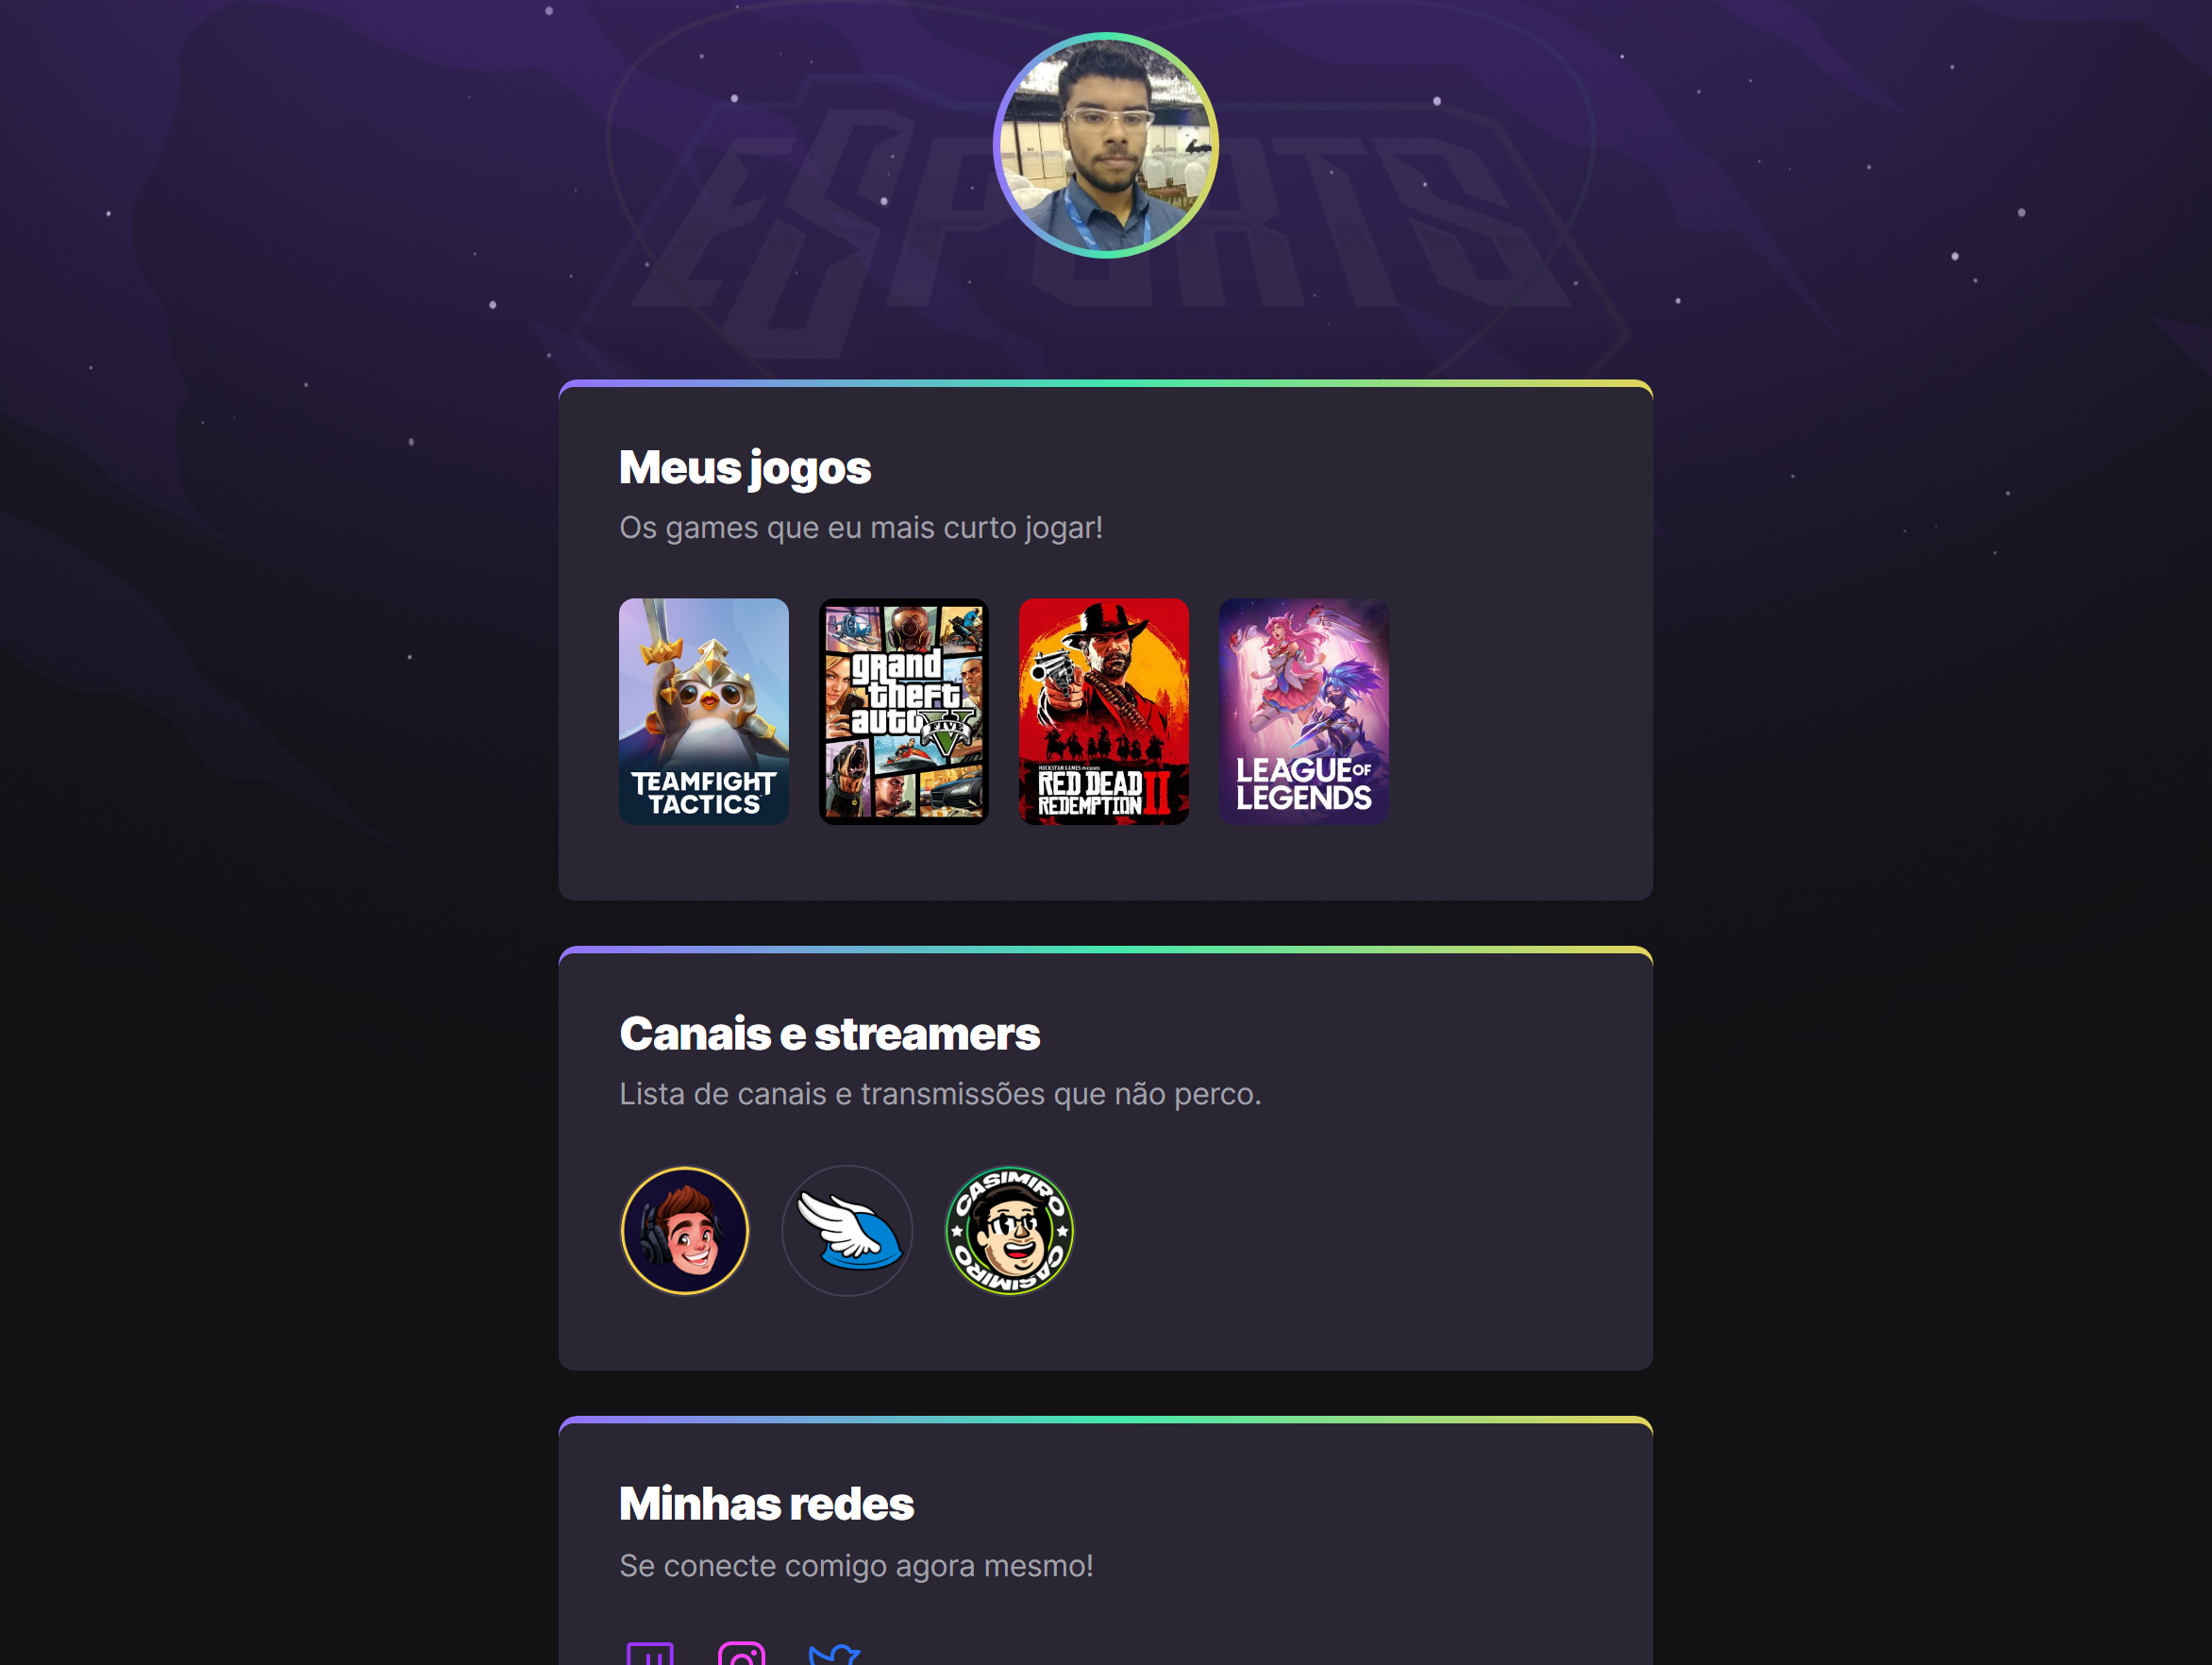 ESPORTS
Meus jogos
Os games que eu mais curto jogar!
TEAMFIGHT
TACTICS
grand
theft
auto
FIVE
V
ROCKSTAR GAMES PRESENTS
RED DEAD
REDEMPTION II
LEAGUE OF
LEGENDS
Canais e streamers
Lista de canais e transmissões que não perco.
CASIMIRO
CASIMIRO
Minhas redes
Se conecte comigo agora mesmo!